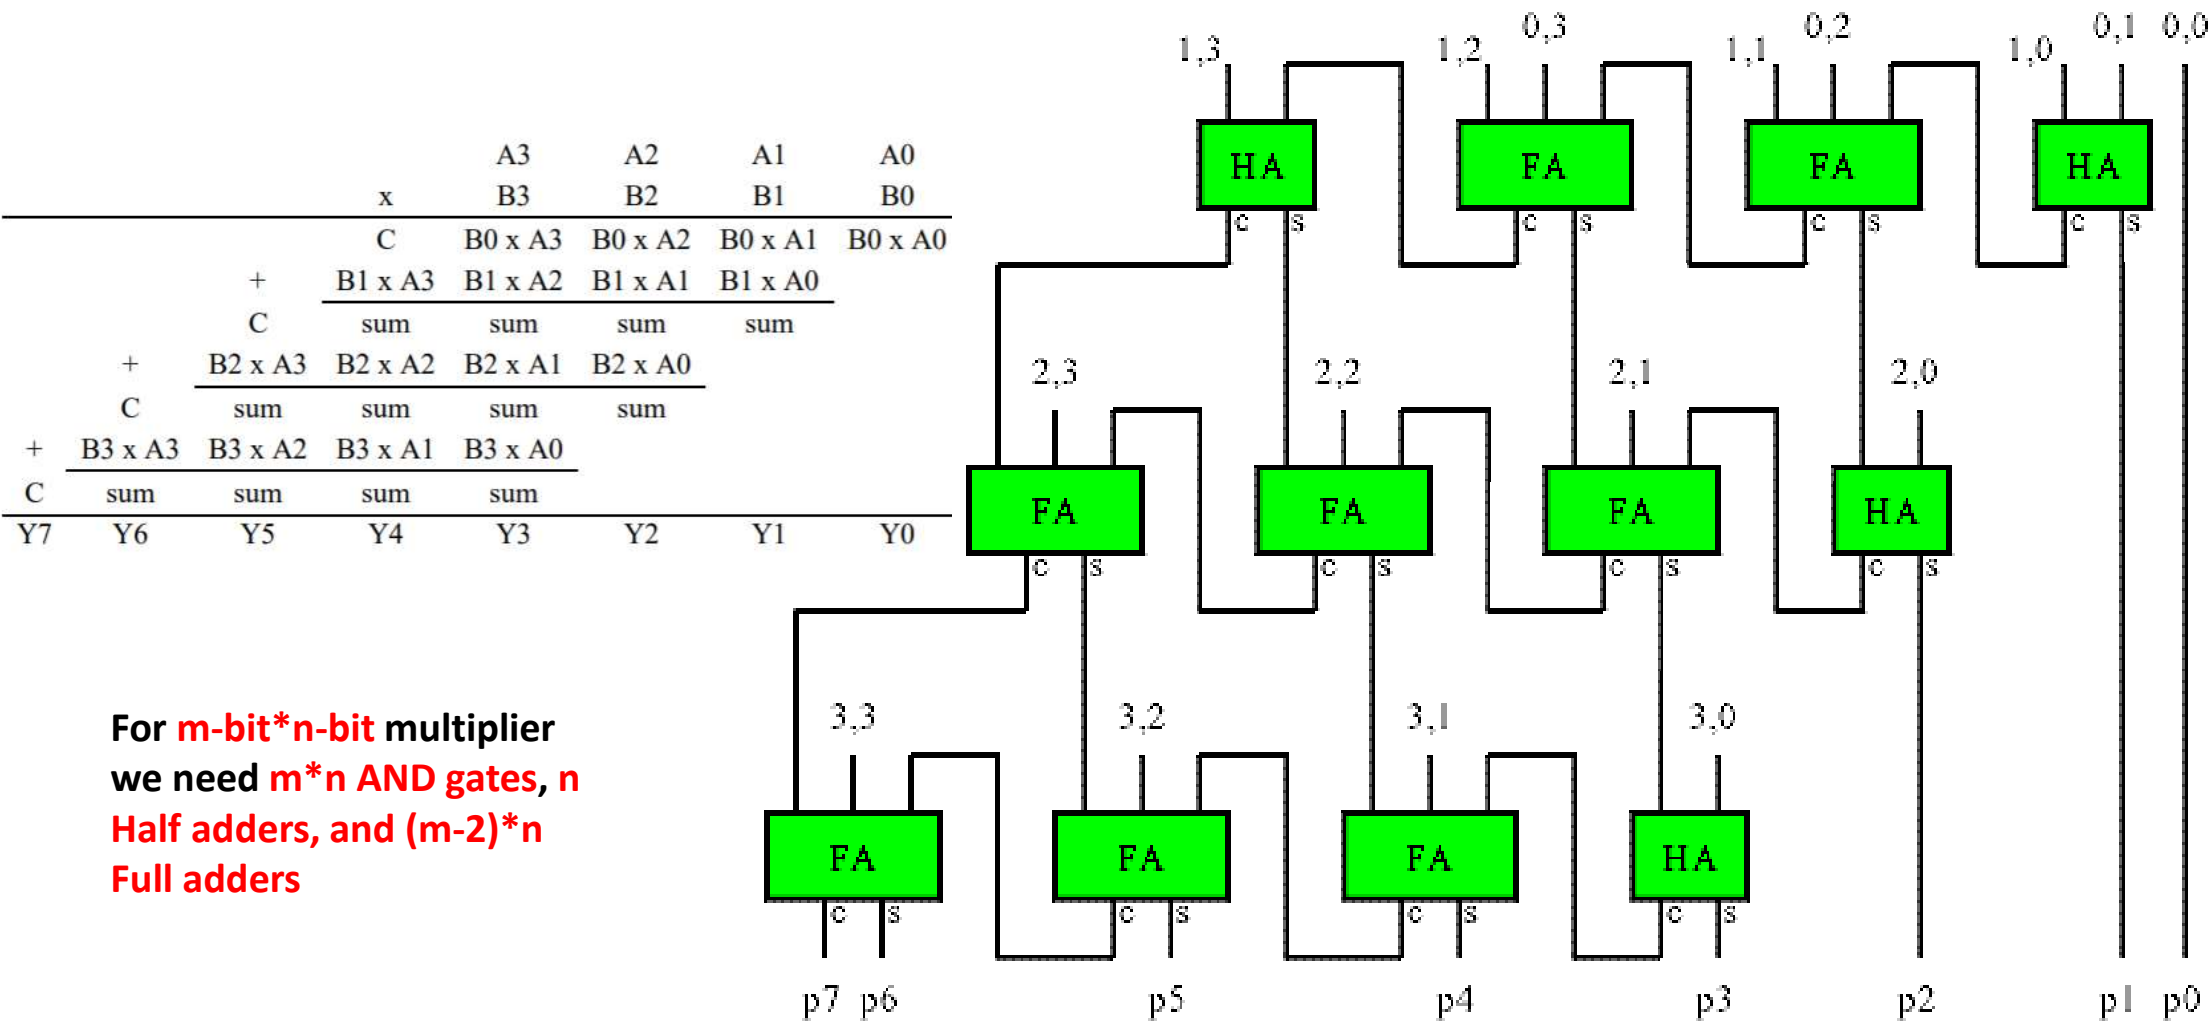 A3 A2 A1 A0
x B3 B2 B1 B0
C B0 x A3 B0 x A2 B0 x A1 B0 x A0
+ B1 x A3 B1 x A2 B1 x A1 B1 x A0
C sum sum sum sum
+ B2 x A3 B2 x A2 B2 x A1 B2 x A0
C sum sum sum sum
+ B3 x A3 B3 x A2 B3 x A1 B3 x A0
C sum sum sum sum
Y7 Y6 Y5 Y4 Y3 Y2 Y1 Y0
For m-bit*n-bit multiplier
we need m*n AND gates, n
Half adders, and (m-2)*n
Full adders
1,3 1,2 0,3 1,1 0,2 1,0 0,1 0,0
HA FA FA HA
c s c s c s c s
2,3 2,2 2,1 2,0
FA FA FA HA
c s c s c s c s
3,3 3,2 3,1 3,0
FA FA FA HA
c s c s c s c s
p7 p6 p5 p4 p3 p2 p1 p0